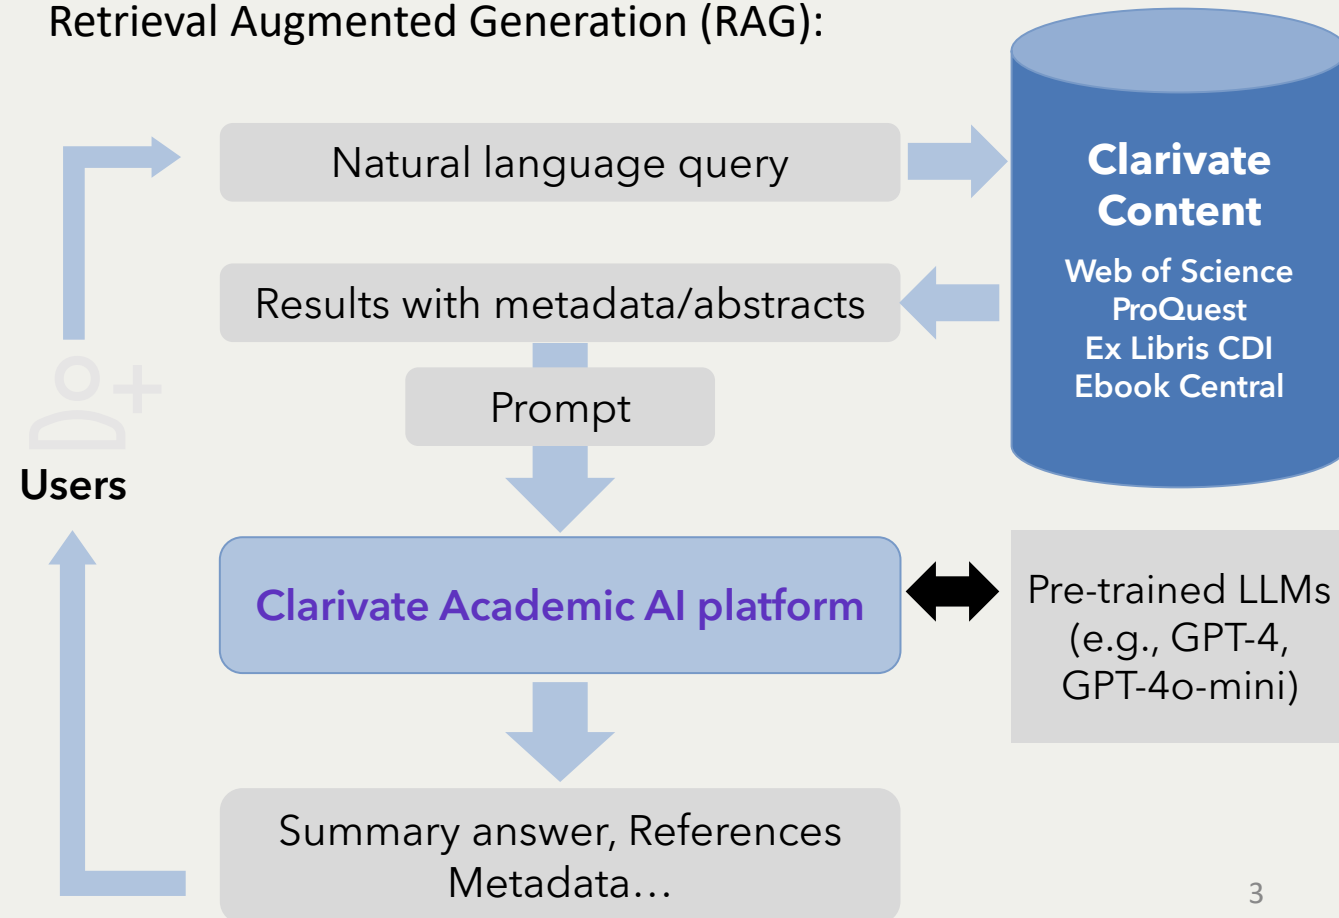 Retrieval Augmented Generation (RAG):
Natural language query
Clarivate
Content
Web of Science
ProQuest
Ex Libris CDI
Ebook Central
Results with metadata/abstracts
Prompt
Users
Clarivate Academic AI platform
Pre-trained LLMs
(e.g., GPT-4,
GPT-4o-mini)
Summary answer, References
Metadata…
3